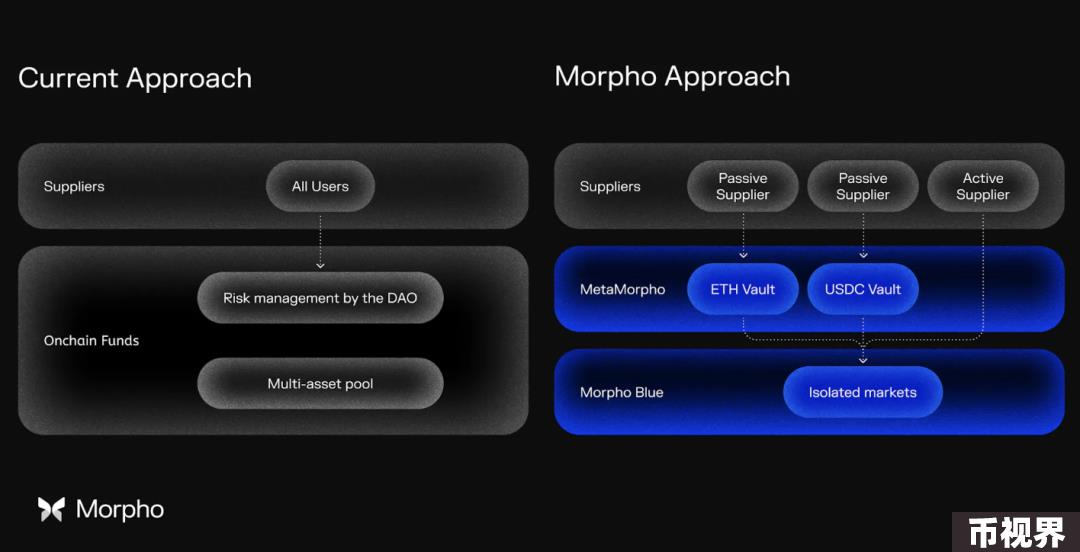 Current Approach
Suppliers
All Users
Risk management by the DAO
Onchain Funds
Multi-asset pool
Morpho Approach
Suppliers
Passive
Supplier
Passive
Supplier
Active
Supplier
MetaMorpho
ETH Vault
USDC Vault
Morpho Blue
Isolated markets
Morpho
币视界